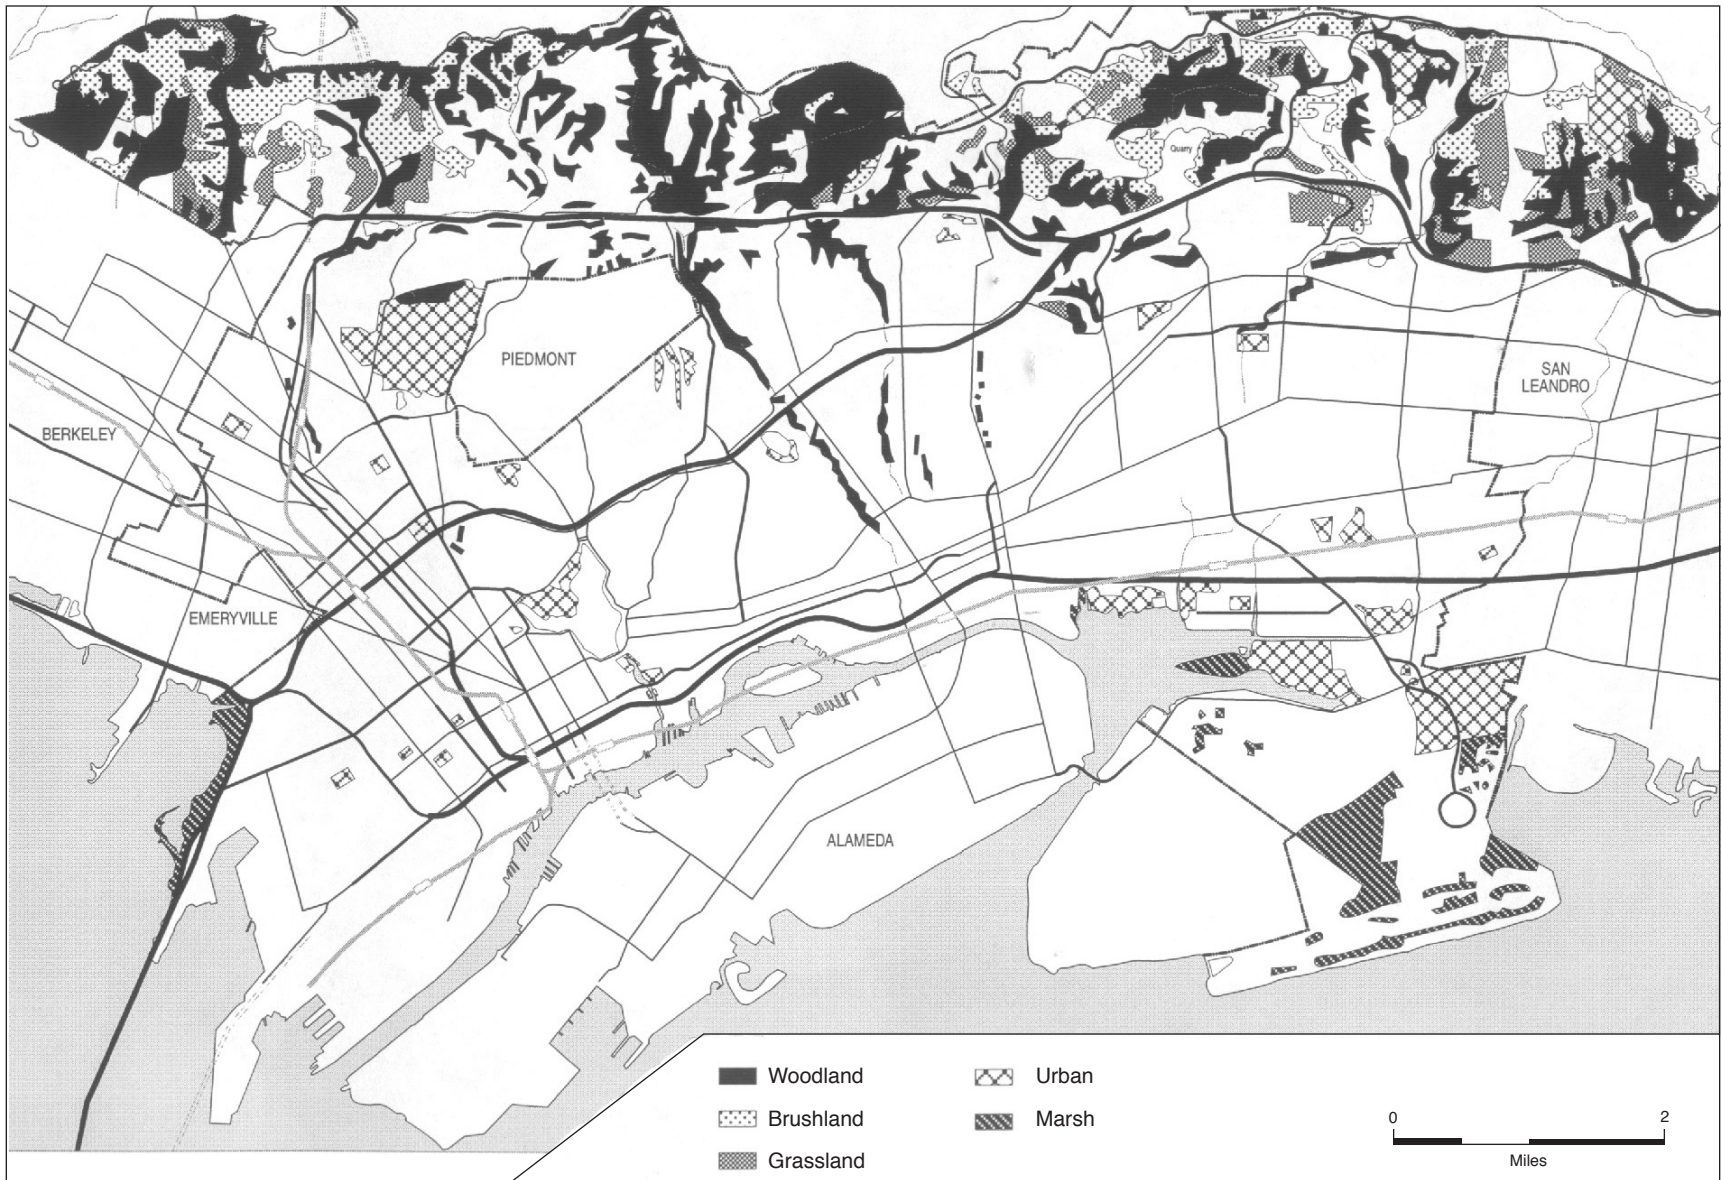 Quarry
PIEDMONT
SAN
LEANDRO
BERKELEY
EMERYVILLE
ALAMEDA
Woodland
Brushland
Grassland
Urban
Marsh
0 2
Miles